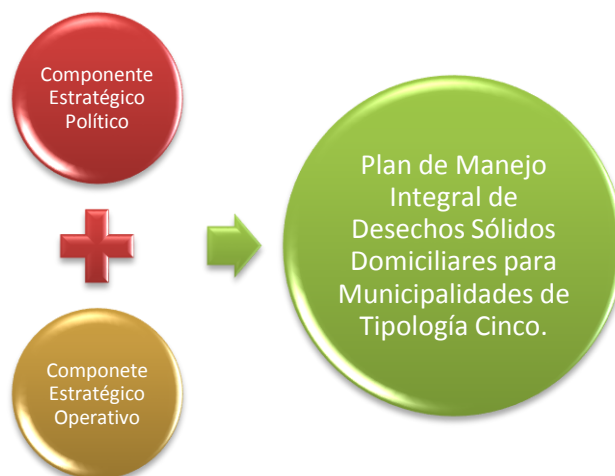 Componente
Estratégico
Político
Componete
Estratégico
Operativo
Plan de Manejo
Integral de
Desechos Sólidos
Domiciliares para
Municipalidades de
Tipología Cinco.